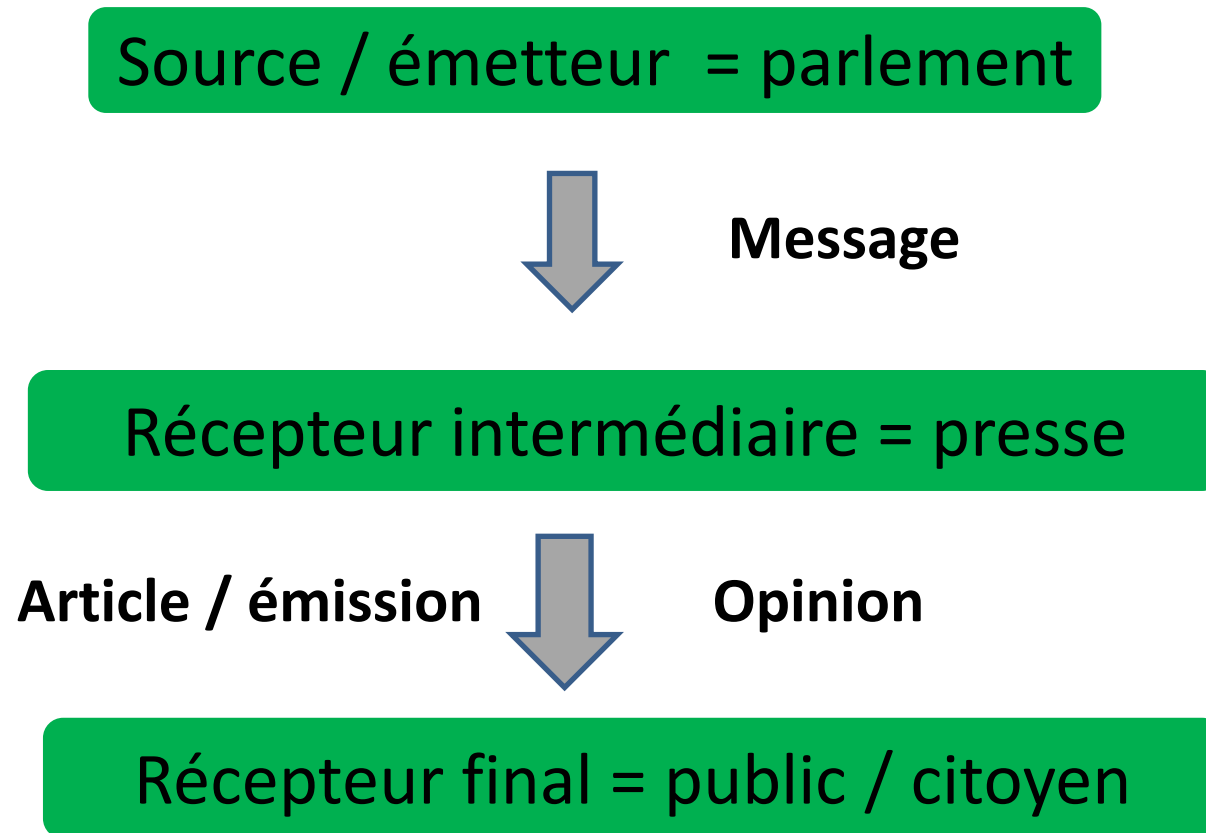 Source / émetteur  = parlement
Message
Récepteur intermédiaire = presse
Article / émission
Opinion
Récepteur final = public / citoyen